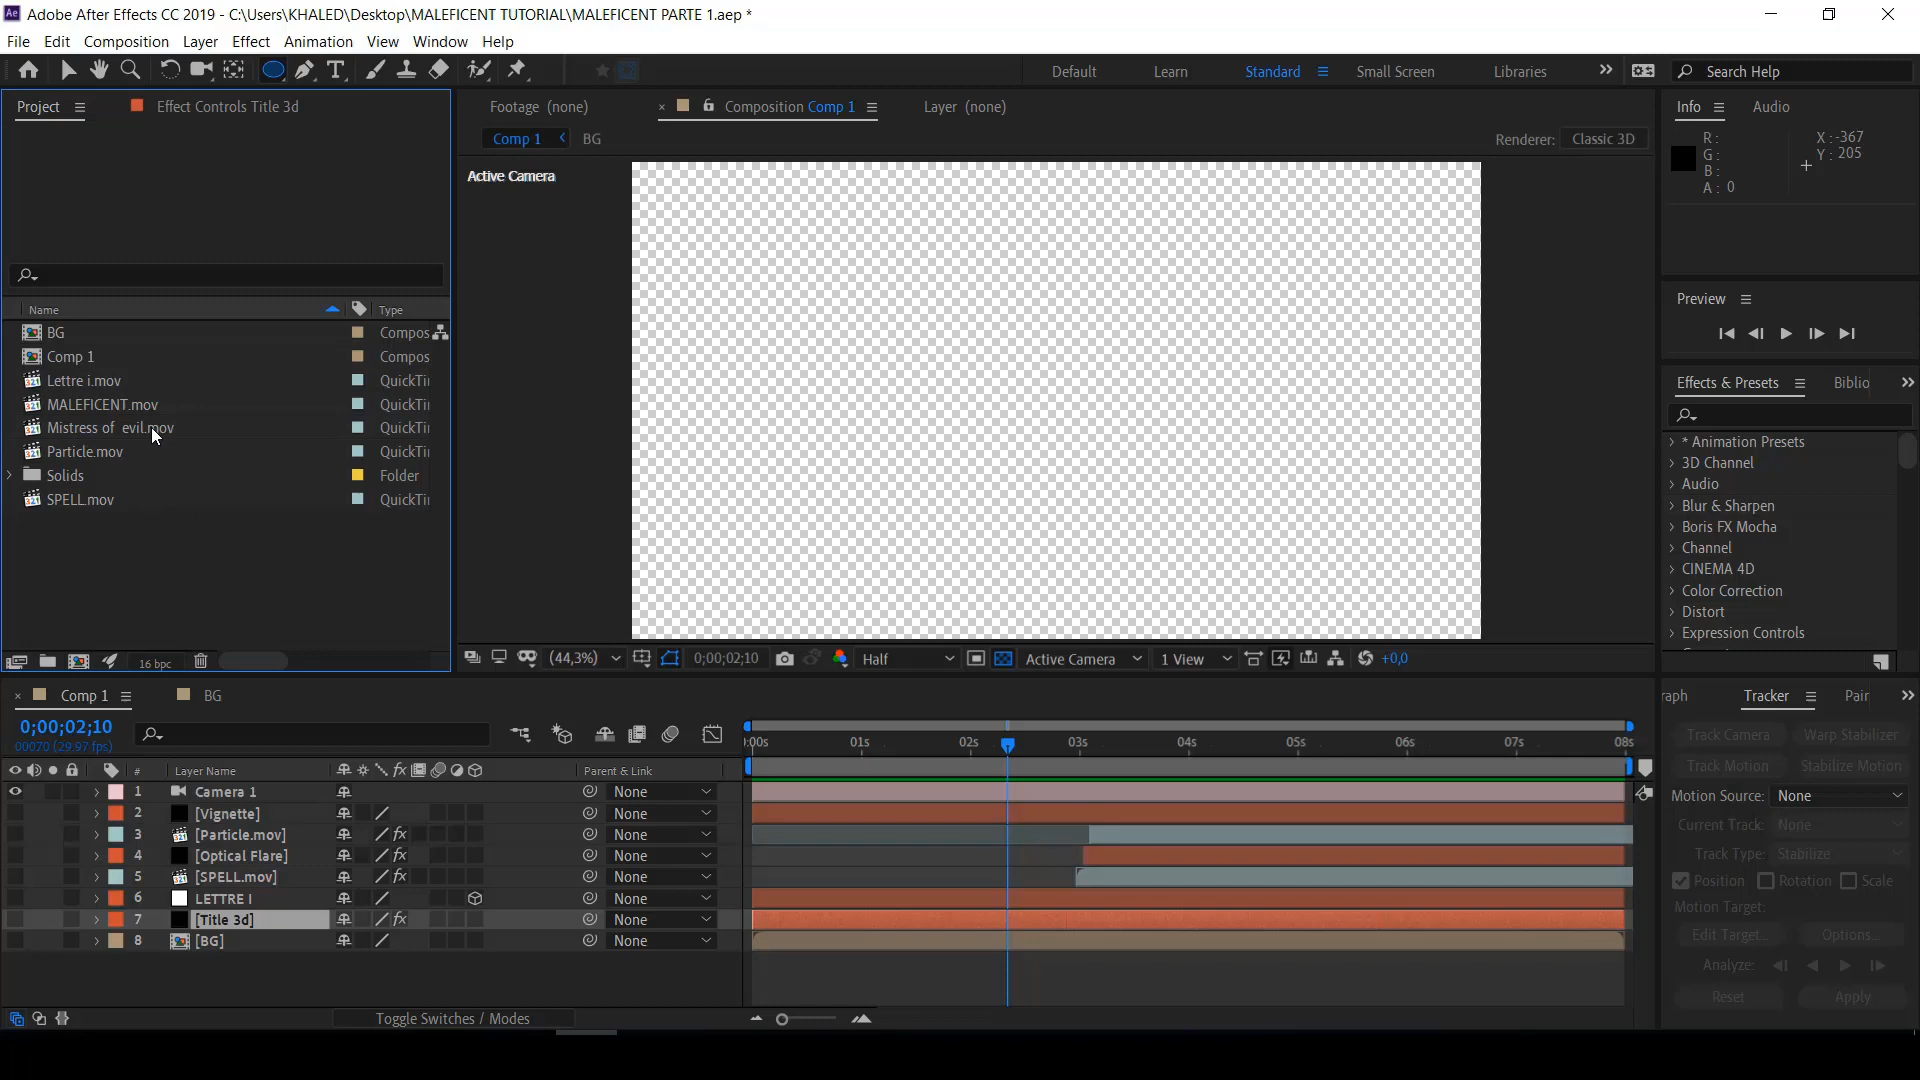 Adobe After Effects CC 2019 - C:\Users\KHALED\Desktop\MALEFICENT TUTORIAL\MALEFICENT PARTE 1.aep *
File Edit Composition Layer Effect Animation View Window Help
Default Learn Standard Small Screen Libraries Search Help
Project Effect Controls Title 3d
Footage (none) Composition Comp 1 Layer (none)
Info Audio
Comp 1 BG Renderer: Classic 3D
R: X:-367
G: Y: 205
B:
A: 0
Active Camera
Name Type
BG Compos
Comp 1 Compos
Lettre i.mov QuickTi
MALEFICENT.mov QuickTi
Mistress of evil.mov QuickTi
Particle.mov QuickTi
Solids Folder
SPELL.mov QuickTi
16 bpc
Preview
Effects & Presets Biblio
* Animation Presets
3D Channel
Audio
Blur & Sharpen
Boris FX Mocha
Channel
CINEMA 4D
Color Correction
Distort
Expression Controls
(44,3%) 0;00;02;10 Half Active Camera 1 View +0,0
Comp 1 BG
0;00;02;10
00070 (29.97 fps)
:00s 01s 02s 03s 04s 05s 06s 07s 08s
# Layer Name Parent & Link
1 Camera 1 None
2 [Vignette] None
3 [Particle.mov] None
4 [Optical Flare] None
5 [SPELL.mov] None
6 LETTRE I None
7 [Title 3d] None
8 [BG] None
Toggle Switches / Modes
raph Tracker Pair
Track Camera Warp Stabilizer
Track Motion Stabilize Motion
Motion Source: None
Current Track: None
Track Type: Stabilize
Position Rotation Scale
Motion Target:
Edit Target... Options...
Analyze:
Reset Apply